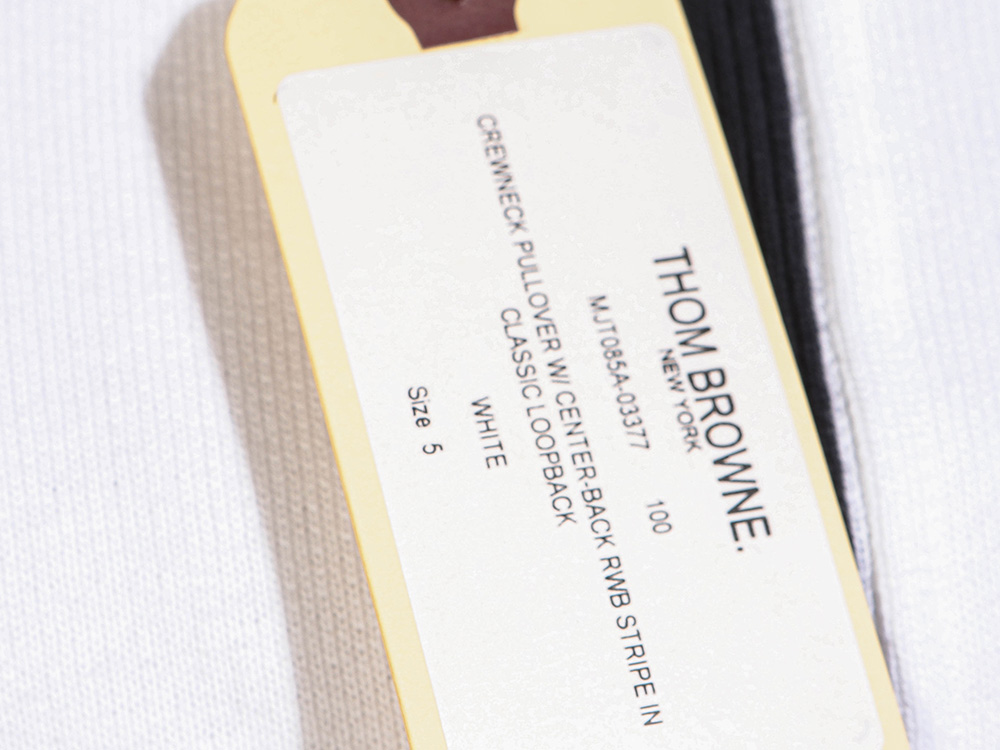 THOM BROWNE.
NEW YORK
MJT085A-03377 100
CREWNECK PULLOVER W/ CENTER-BACK RWB STRIPE IN
CLASSIC LOOPBACK
WHITE
Size 5